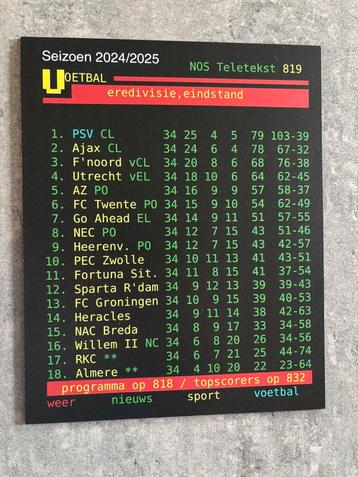 Seizoen 2024/2025
NOS Teletekst 819
VOETBAL
eredivisie,eindstand
1. PSV CL 34 25 4 5 79 103-39
2. Ajax CL 34 24 6 4 78 67-32
3. F'noord vCL 34 20 8 6 68 76-38
4. Utrecht vEL 34 18 10 6 64 62-45
5. AZ PO 34 16 9 9 57 58-37
6. FC Twente PO 34 15 9 10 54 62-49
7. Go Ahead EL 34 14 9 11 51 57-55
8. NEC PO 34 12 7 15 43 51-46
9. Heerenv. PO 34 12 7 15 43 42-57
10. PEC Zwolle 34 10 11 13 41 43-51
11. Fortuna Sit. 34 11 8 15 41 37-54
12. Sparta R'dam 34 9 12 13 39 39-43
13. FC Groningen 34 10 9 15 39 40-53
14. Heracles 34 9 11 14 38 42-63
15. NAC Breda 34 8 9 17 33 34-58
16. Willem II NC 34 6 8 20 26 34-56
17. RKC ** 34 6 7 21 25 44-74
18. Almere ** 34 4 10 20 22 23-64
programma op 818 / topscorers op 832
weer nieuws sport voetbal